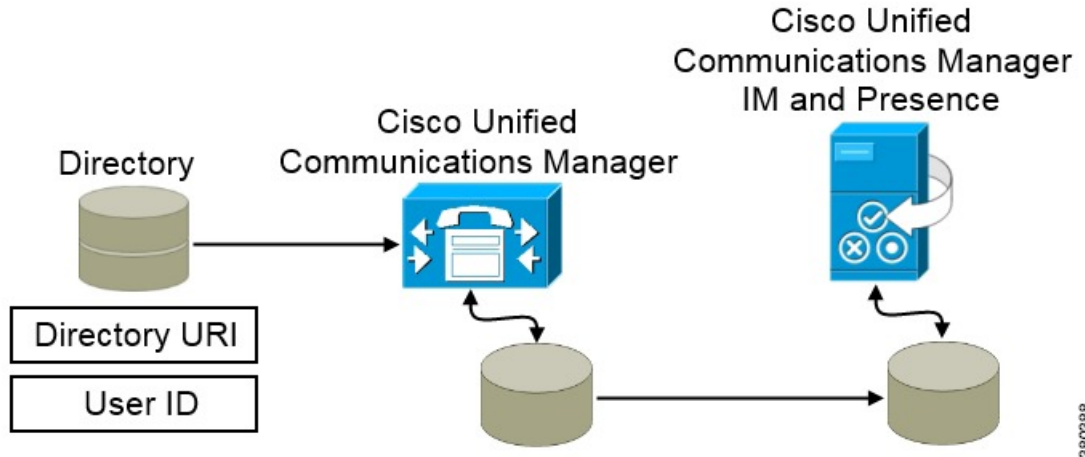 Cisco Unified
Communications Manager
IM and Presence
Cisco Unified
Communications Manager
Directory
Directory URI
User ID